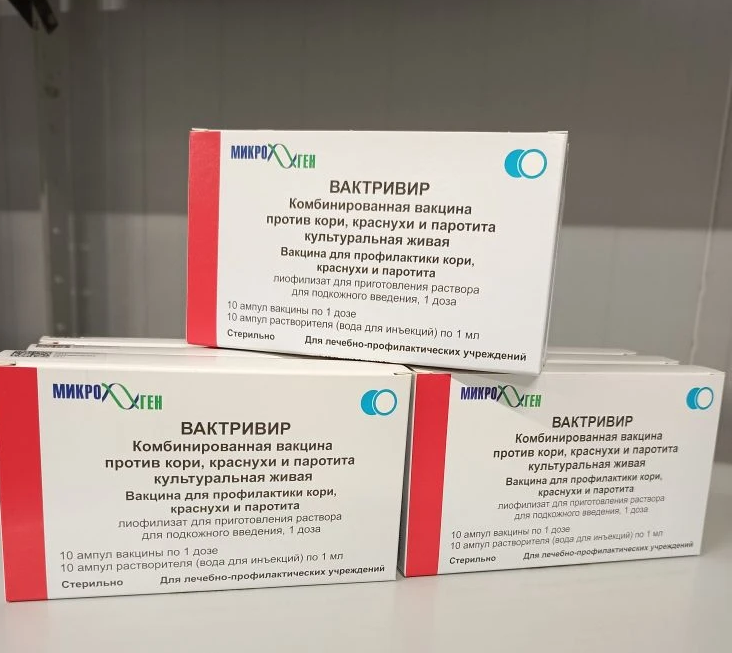 МИКРОГЕН
ВАКТРИВИР
Комбинированная вакцина
против кори, краснухи и паротита
культуральная живая
Вакцина для профилактики кори,
краснухи и паротита
лиофилизат для приготовления раствора
для подкожного введения, 1 доза
10 ампул вакцины по 1 дозе
10 ампул растворителя (вода для инъекций) по 1 мл
Стерильно Для лечебно-профилактических учреждений
МИКРОГЕН
ВАКТРИВИР
Комбинированная вакцина
против кори, краснухи и паротита
культуральная живая
Вакцина для профилактики кори,
краснухи и паротита
лиофилизат для приготовления раствора
для подкожного введения, 1 доза
10 ампул вакцины по 1 дозе
10 ампул растворителя (вода для инъекций) по 1 мл
Стерильно Для лечебно-профилактических учреждений
МИКРОГЕН
ВАКТРИВИР
Комбинированная вакцина
против кори, краснухи и паротита
культуральная живая
Вакцина для профилактики кори,
краснухи и паротита
лиофилизат для приготовления раствора
для подкожного введения, 1 доза
10 ампул вакцины по 1 дозе
10 ампул растворителя (вода для инъекций) по 1 мл
Стерильно Для лечебно-профилактических учреждений